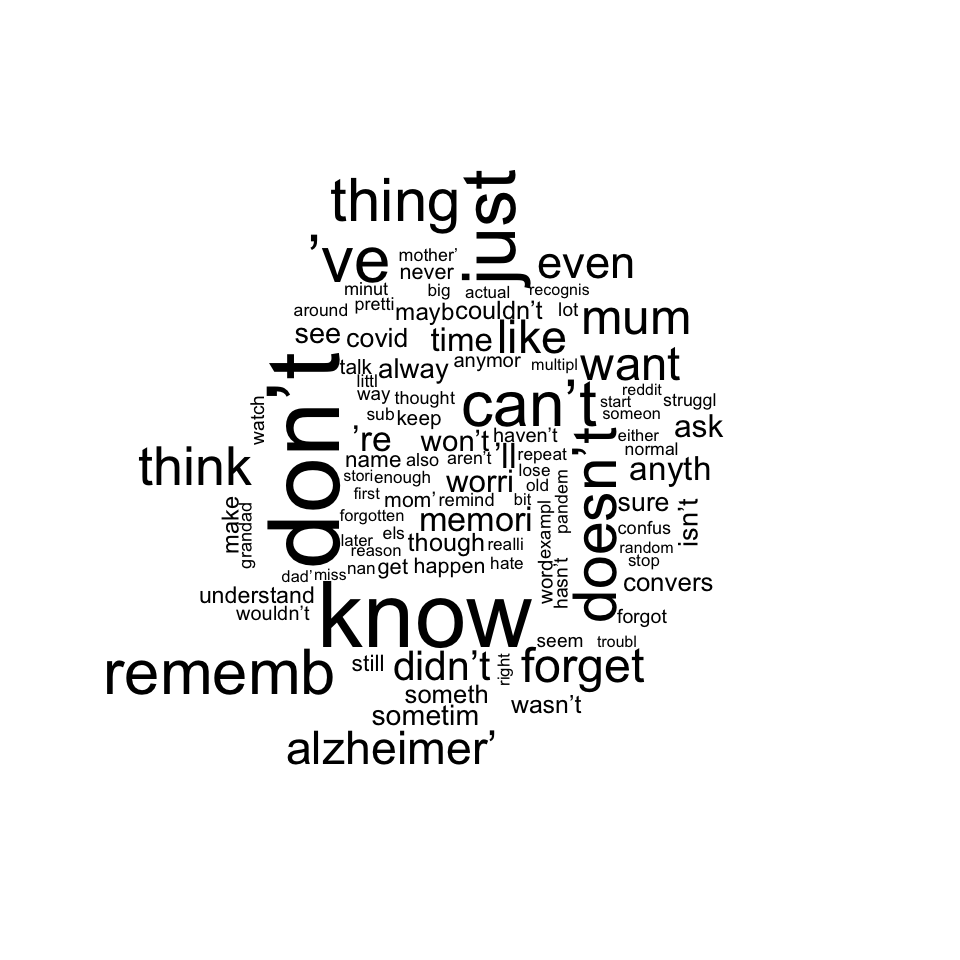 thing
just
've
mother'
never
even
minut
big
actual
recognis
around
pretti
mayb
couldn't
lot
mum
see
covid
time
like
talk
alway
anymor
multipl
want
don't
littl
way
thought
can't
reddit
start
struggl
watch
sub
keep
someon
're
won't
haven't
either
ask
think
name
also
aren't
'll
repeat
normal
doesn't
stori
enough
worri
lose
old
anyth
first
mom'
remind
bit
pandem
sure
make
grandad
forgotten
memori
exampl
word
confus
isn't
later
els
though
realli
random
reason
stop
nan
get
happen
hate
hasn't
dad'
miss
convers
understand
wouldn't
know
forgot
seem
troubl
rememb
still
didn't
right
forget
someth
sometim
wasn't
alzheimer'